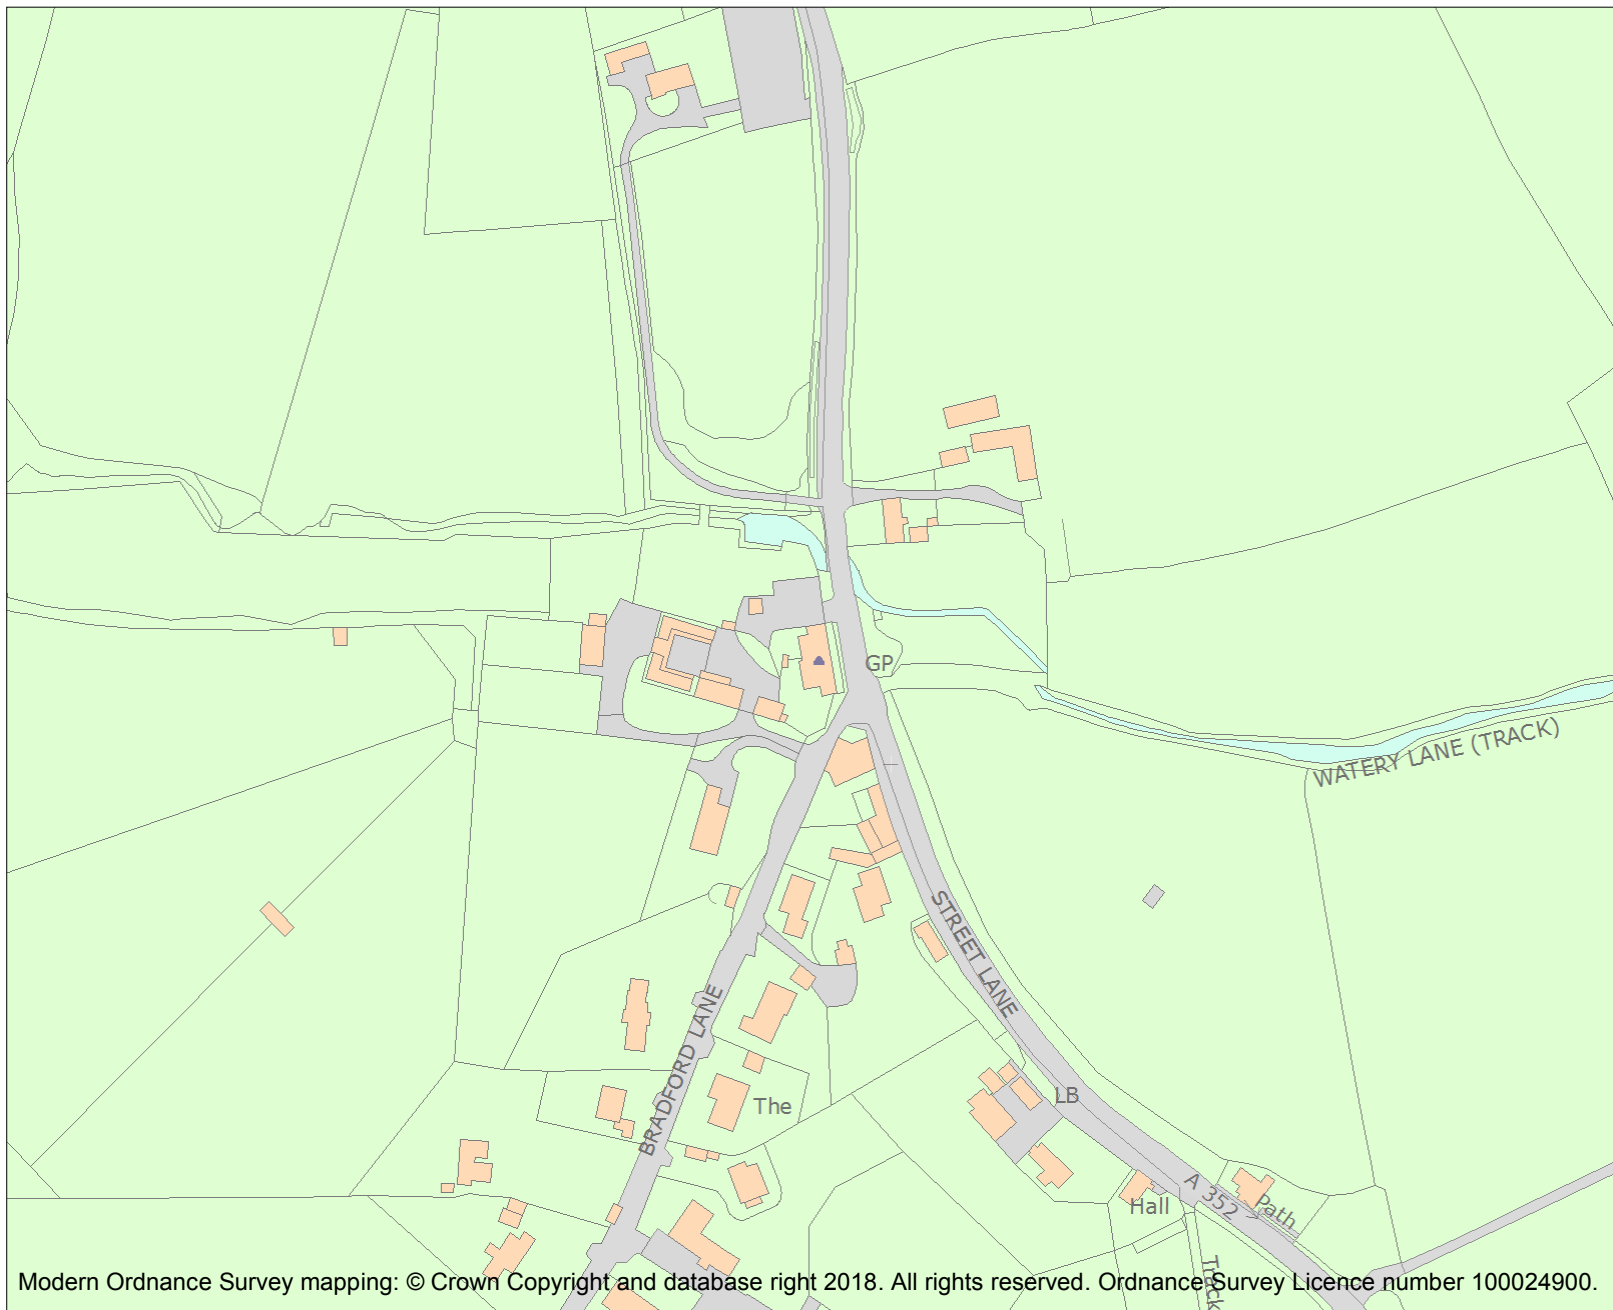 GP
WATERY LANE (TRACK)
STREET LANE
BRADFORD LANE
LB
The
A 352
Path
Hall
Track
Modern Ordnance Survey mapping: © Crown Copyright and database right 2018. All rights reserved. Ordnance Survey Licence number 100024900.